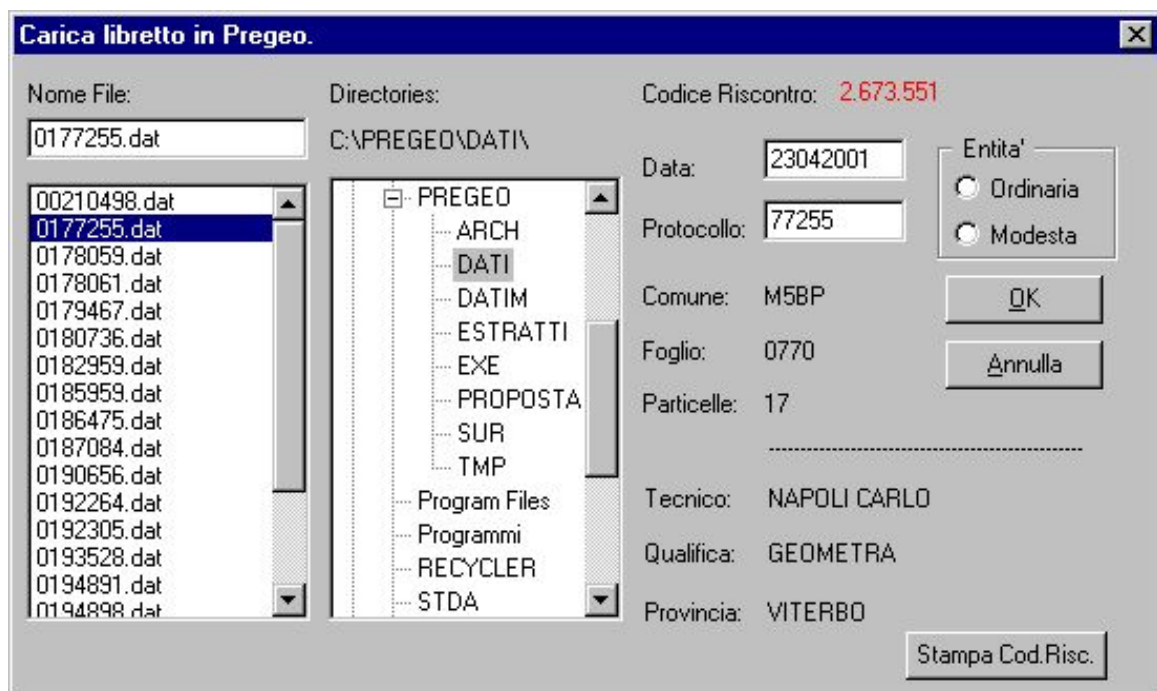 Carica libretto in Pregeo.
Nome File:
0177255.dat
00210498.dat
0177255.dat
0178059.dat
0178061.dat
0179467.dat
0180736.dat
0182959.dat
0185959.dat
0186475.dat
0187084.dat
0190656.dat
0192264.dat
0192305.dat
0193528.dat
0194891.dat
0194898.dat
Directories:
C:\PREGEO\DATI\
PREGEO
ARCH
DATI
DATIM
ESTRATTI
EXE
PROPOSTA
SUR
TMP
Program Files
Programmi
RECYCLER
STDA
Codice Riscontro: 2.673.551
Data: 23042001
Protocollo: 77255
Entita'
Ordinaria
Modesta
Comune: M5BP
Foglio: 0770
Particelle: 17
OK
Annulla
--------------------------------------------
Tecnico: NAPOLI CARLO
Qualifica: GEOMETRA
Provincia: VITERBO
Stampa Cod.Risc.